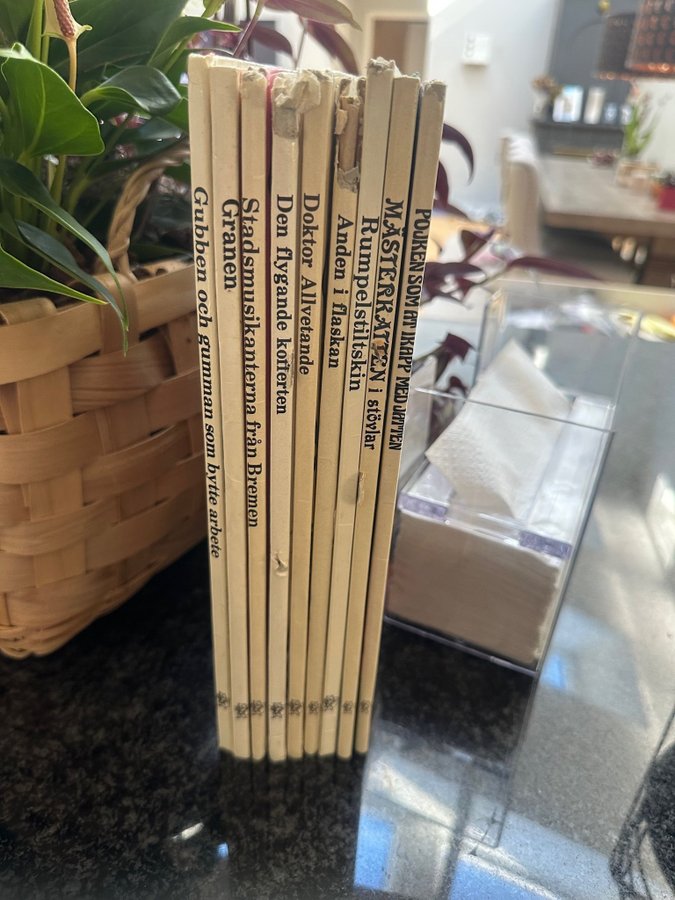 Gubben och gumman som bytte arbete
Granen
Stadsmusikanterna från Bremen
Den flygande kofferten
Doktor Allvetande
Anden i flaskan
Rumpelstiltskin
MÄSTERKATTEN i stövlar
POJKEN SOM ÅT IKAPP MED JÄTTEN